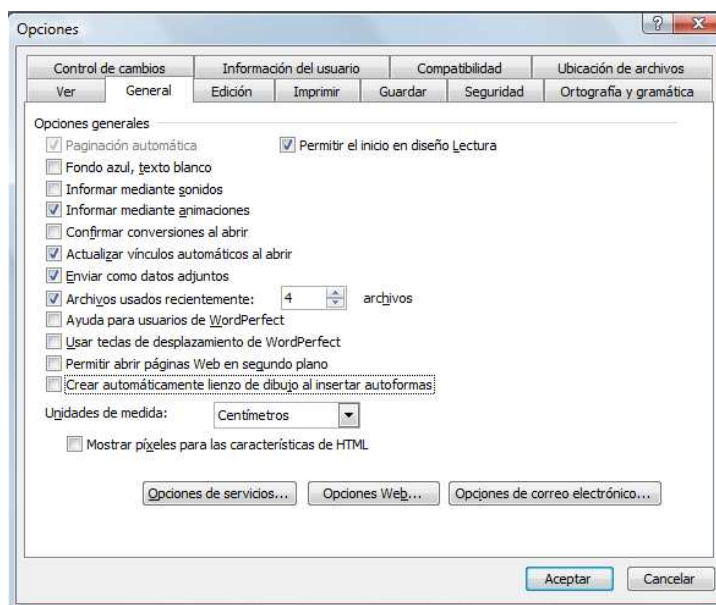 Opciones
Control de cambios Información del usuario Compatibilidad Ubicación de archivos
Ver General Edición Imprimir Guardar Seguridad Ortografía y gramática
Opciones generales
Paginación automática Permitir el inicio en diseño Lectura
Fondo azul, texto blanco
Informar mediante sonidos
Informar mediante animaciones
Confirmar conversiones al abrir
Actualizar vínculos automáticos al abrir
Enviar como datos adjuntos
Archivos usados recientemente: 4 archivos
Ayuda para usuarios de WordPerfect
Usar teclas de desplazamiento de WordPerfect
Permitir abrir páginas Web en segundo plano
Crear automáticamente lienzo de dibujo al insertar autoformas
Unidades de medida: Centímetros
Mostrar píxeles para las características de HTML
Opciones de servicios... Opciones Web... Opciones de correo electrónico...
Aceptar Cancelar